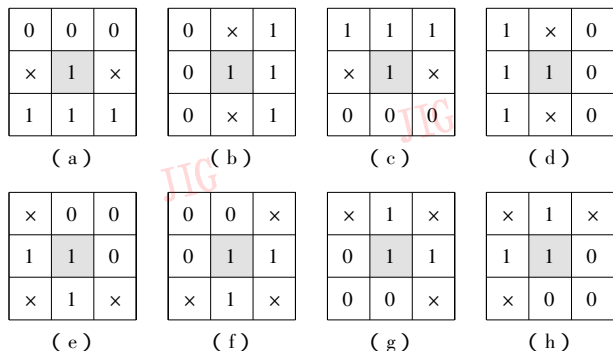 0 0 0 0 × 1 1 1 1 1 × 0
× 1 × 0 1 1 × 1 × 1 1 0
1 1 1 0 × 1 0 0 0 1 × 0
(a) (b) (c) (d)
JIG
JIG
× 0 0 0 0 × × 1 × × 1 ×
1 1 0 0 1 1 0 1 1 1 1 0
× 1 × × 1 × 0 0 × × 0 0
(e) (f) (g) (h)